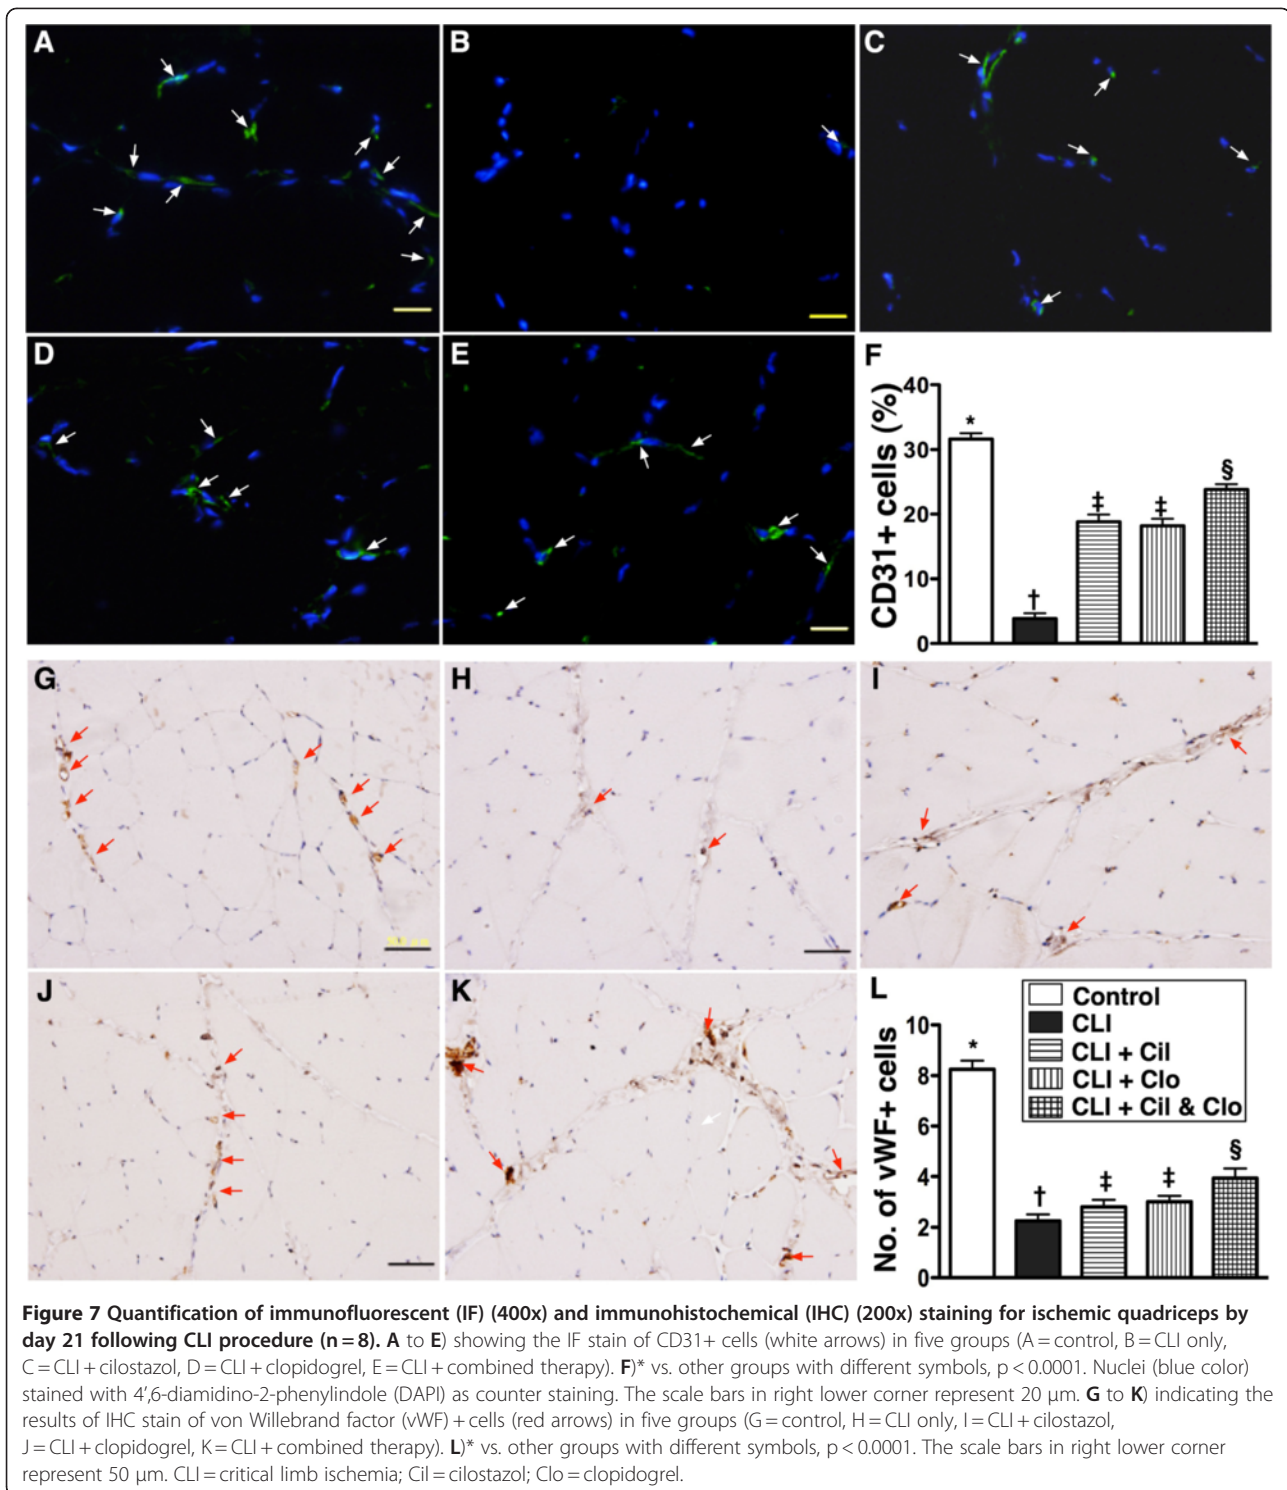 A
B
C
D
E
F
CD31+ cells (%)
40
30
20
10
0
*
†
‡
‡
§
G
H
I
J
K
L
No. of vWF+ cells
10
8
6
4
2
0
*
†
‡
‡
§
Control
CLI
CLI + Cil
CLI + Clo
CLI + Cil & Clo
Figure 7 Quantification of immunofluorescent (IF) (400x) and immunohistochemical (IHC) (200x) staining for ischemic quadriceps by
day 21 following CLI procedure (n = 8). A to E) showing the IF stain of CD31+ cells (white arrows) in five groups (A = control, B = CLI only,
C = CLI + cilostazol, D = CLI + clopidogrel, E = CLI + combined therapy). F)* vs. other groups with different symbols, p < 0.0001. Nuclei (blue color)
stained with 4′,6-diamidino-2-phenylindole (DAPI) as counter staining. The scale bars in right lower corner represent 20 μm. G to K) indicating the
results of IHC stain of von Willebrand factor (vWF) + cells (red arrows) in five groups (G = control, H = CLI only, I = CLI + cilostazol,
J = CLI + clopidogrel, K = CLI + combined therapy). L)* vs. other groups with different symbols, p < 0.0001. The scale bars in right lower corner
represent 50 μm. CLI = critical limb ischemia; Cil = cilostazol; Clo = clopidogrel.